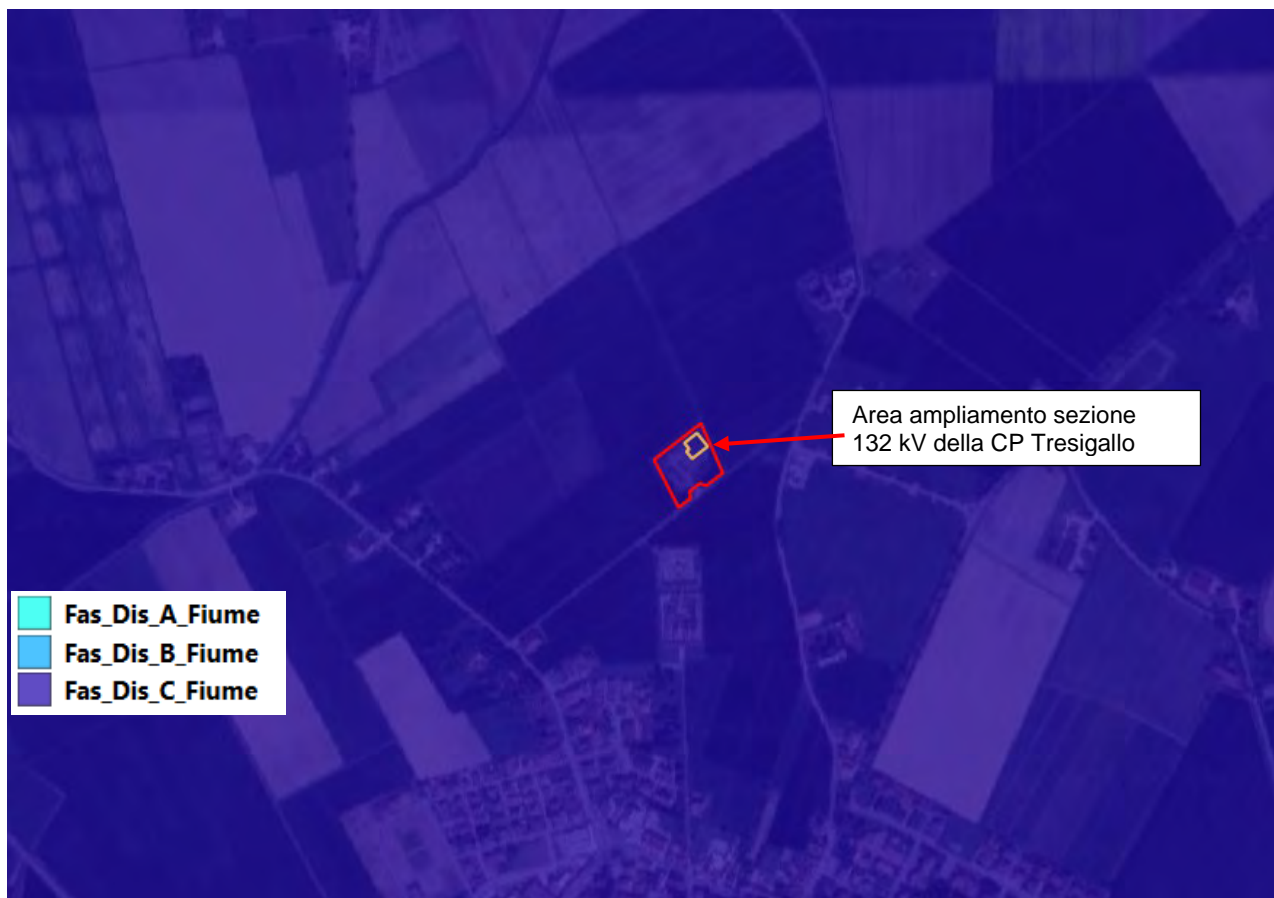 Area ampliamento sezione
132 kV della CP Tresigallo
Fas_Dis_A_Fiume
Fas_Dis_B_Fiume
Fas_Dis_C_Fiume